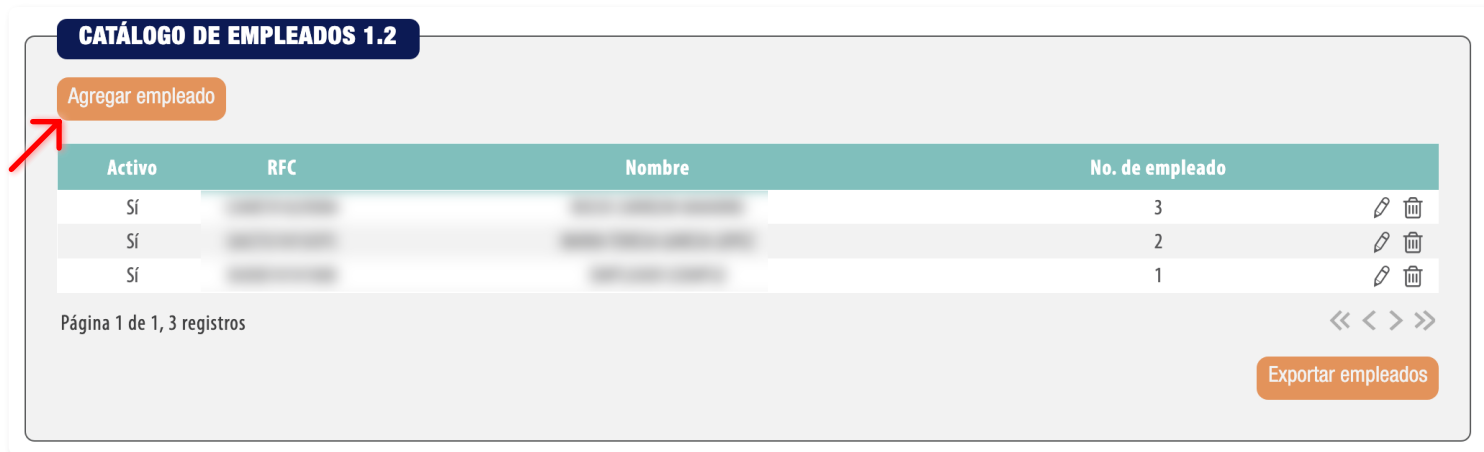 CATÁLOGO DE EMPLEADOS 1.2
Agregar empleado
Activo RFC Nombre No. de empleado
Sí 3
Sí 2
Sí 1
Página 1 de 1, 3 registros
Exportar empleados